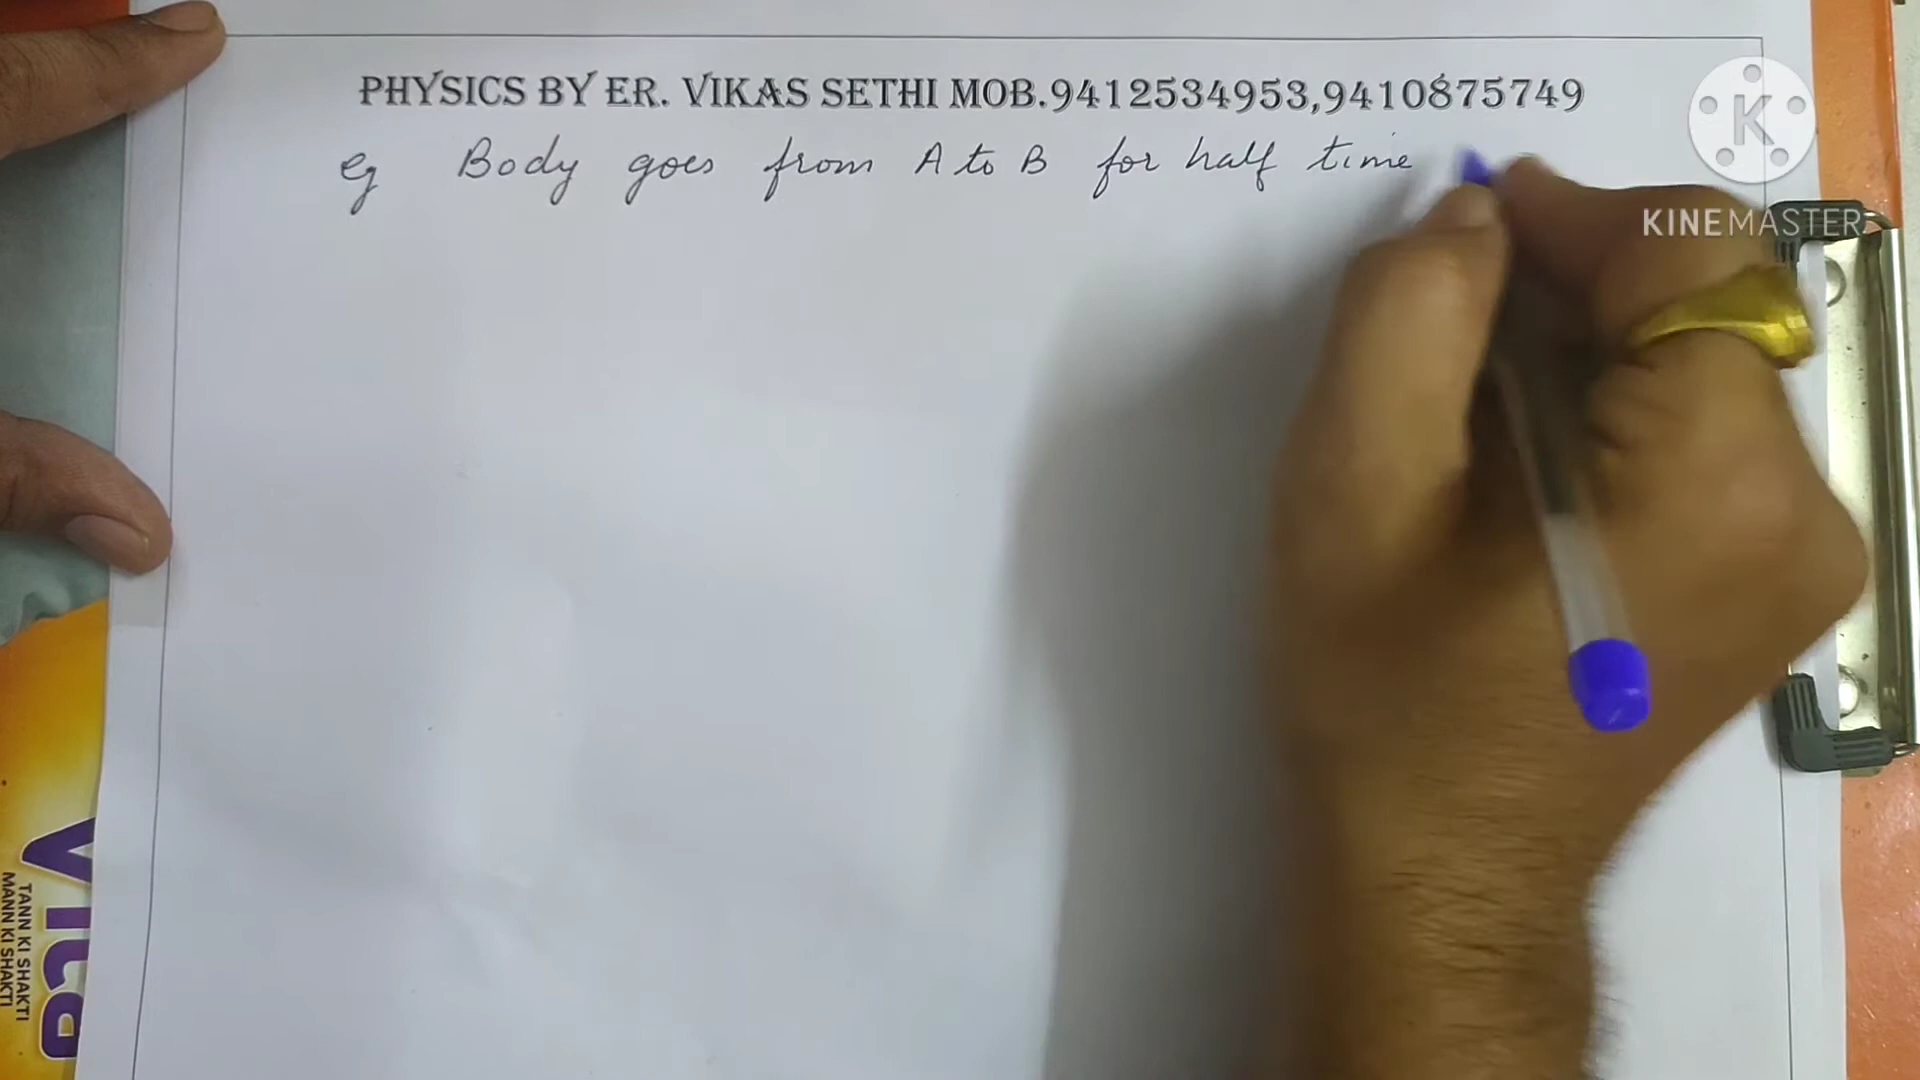 PHYSICS BY ER. VIKAS SETHI MOB.9412534953,9410875749
eg Body goes from A to B for half time
K
KINEMASTER
Vita
TANN KI SHAKTI
MANN KI SHAKTI